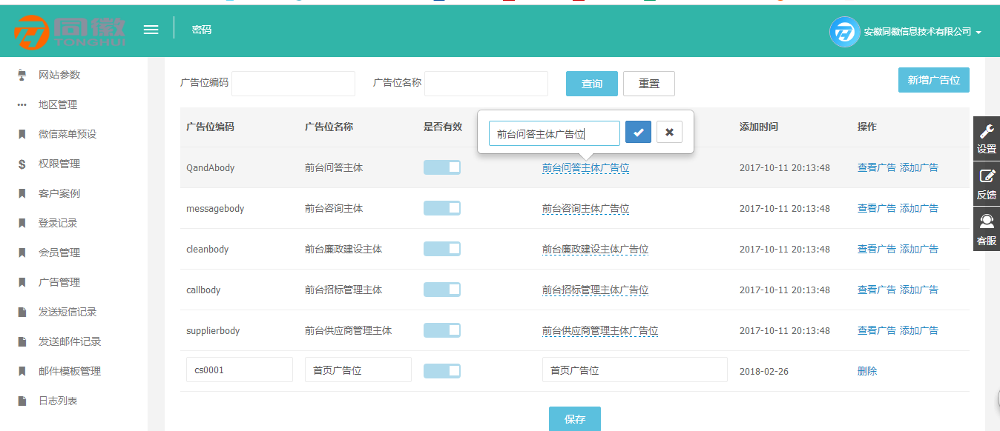 同徽
TONGHUI
密码
安徽同徽信息技术有限公司
网站参数
地区管理
微信菜单预设
权限管理
客户案例
登录记录
会员管理
广告管理
发送短信记录
发送邮件记录
邮件模板管理
日志列表
广告位编码
广告位名称
查询
重置
新增广告位
广告位编码 广告位名称 是否有效 添加时间 操作
前台问答主体广告位
QandAbody 前台问答主体 前台问答主体广告位 2017-10-11 20:13:48 查看广告 添加广告
messagebody 前台咨询主体 前台咨询主体广告位 2017-10-11 20:13:48 查看广告 添加广告
cleanbody 前台廉政建设主体 前台廉政建设主体广告位 2017-10-11 20:13:48 查看广告 添加广告
callbody 前台招标管理主体 前台招标管理主体广告位 2017-10-11 20:13:48 查看广告 添加广告
supplierbody 前台供应商管理主体 前台供应商管理主体广告位 2017-10-11 20:13:48 查看广告 添加广告
cs0001 首页广告位 首页广告位 2018-02-26 删除
保存
设置
反馈
客服